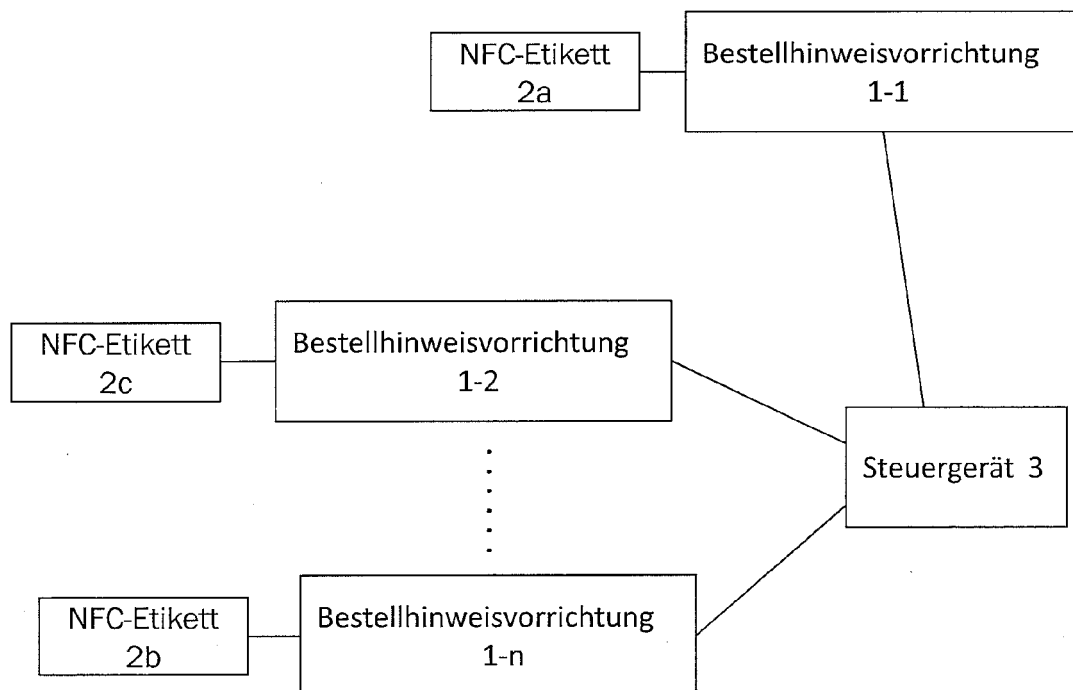 NFC-Etikett
2a
Bestellhinweisvorrichtung
1-1
NFC-Etikett
2c
Bestellhinweisvorrichtung
1-2
Steuergerät 3
NFC-Etikett
2b
Bestellhinweisvorrichtung
1-n